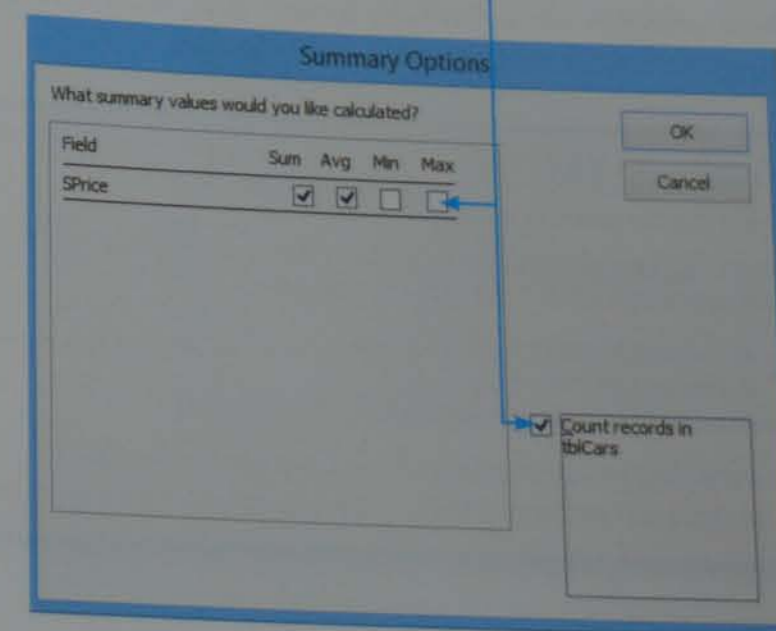 Summary Options
What summary values would you like calculated?
OK
Cancel
Field Sum Avg Min Max
SPrice
Count records in
tblCars